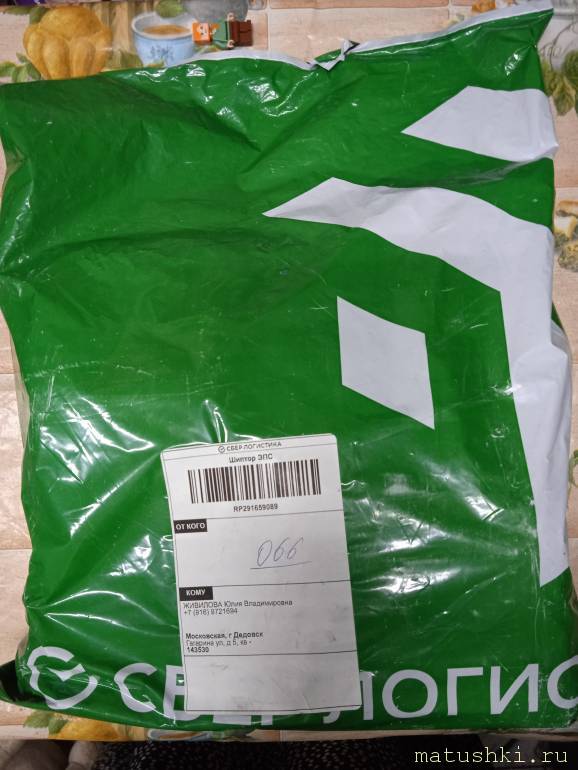 СБЕР ЛОГИСТИКА
Шиптор ЭПС
RP291659089
ОТ КОГО
066
КОМУ
ЖИВИЛОВА Юлия Владимировна
+7 (916) 9721694
Московская, г Дедовск
Гагарина ул, д 5, кв -
143530
СБЕР ЛОГИС
matushki.ru